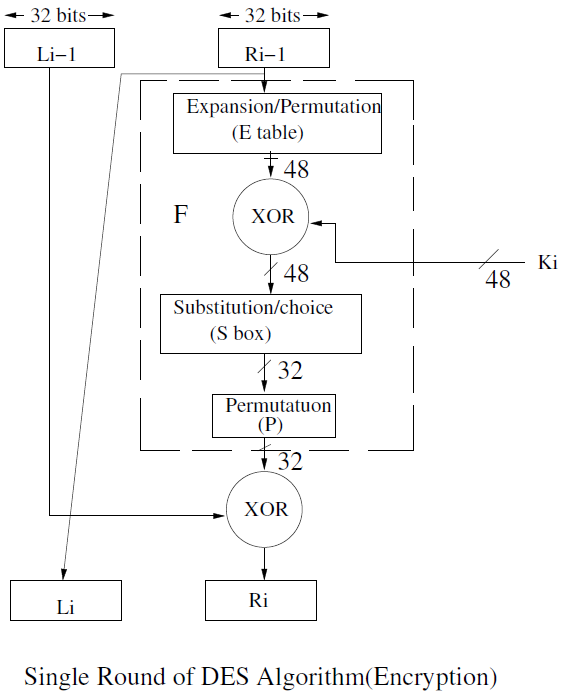 32 bits
32 bits
Li−1
Ri−1
Expansion/Permutation
(E table)
48
F
XOR
Ki
48
48
Substitution/choice
(S box)
32
Permutatuon
(P)
32
XOR
Li
Ri
Single Round of DES Algorithm(Encryption)